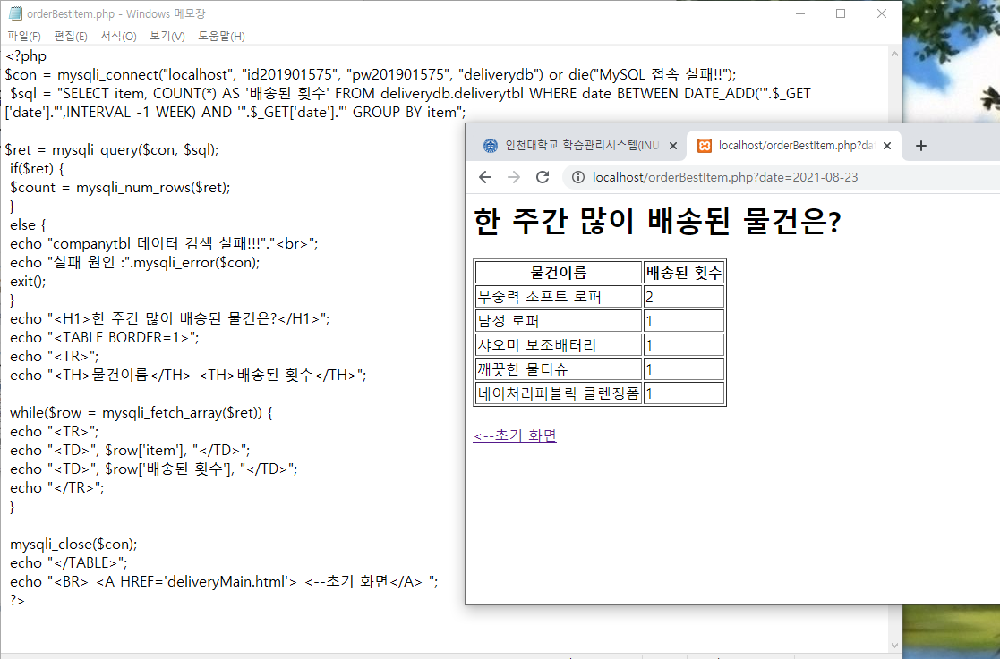 orderBestItem.php - Windows 메모장
파일(F) 편집(E) 서식(O) 보기(V) 도움말(H)
<?php
$con = mysqli_connect("localhost", "id201901575", "pw201901575", "deliverydb") or die("MySQL 접속 실패!!");
$sql = "SELECT item, COUNT(*) AS '배송된 횟수' FROM deliverydb.deliverytbl WHERE date BETWEEN DATE_ADD('".$_GET
['date']."',INTERVAL -1 WEEK) AND '".$_GET['date']."' GROUP BY item";
$ret = mysqli_query($con, $sql);
if($ret) {
$count = mysqli_num_rows($ret);
}
else {
echo "companytbl 데이터 검색 실패!!!"."<br>";
echo "실패 원인 :".mysqli_error($con);
exit();
}
echo "<H1>한 주간 많이 배송된 물건은?</H1>";
echo "<TABLE BORDER=1>";
echo "<TR>";
echo "<TH>물건이름</TH> <TH>배송된 횟수</TH>";
while($row = mysqli_fetch_array($ret)) {
echo "<TR>";
echo "<TD>", $row['item'], "</TD>";
echo "<TD>", $row['배송된 횟수'], "</TD>";
echo "</TR>";
}
mysqli_close($con);
echo "</TABLE>";
echo "<BR> <A HREF='deliveryMain.html'> <--초기 화면</A> ";
?>
인천대학교 학습관리시스템(INU
localhost/orderBestItem.php?da
localhost/orderBestItem.php?date=2021-08-23
한 주간 많이 배송된 물건은?
물건이름 배송된 횟수
무중력 소프트 로퍼 2
남성 로퍼 1
샤오미 보조배터리 1
깨끗한 물티슈 1
네이처리퍼블릭 클렌징폼 1
<--초기 화면